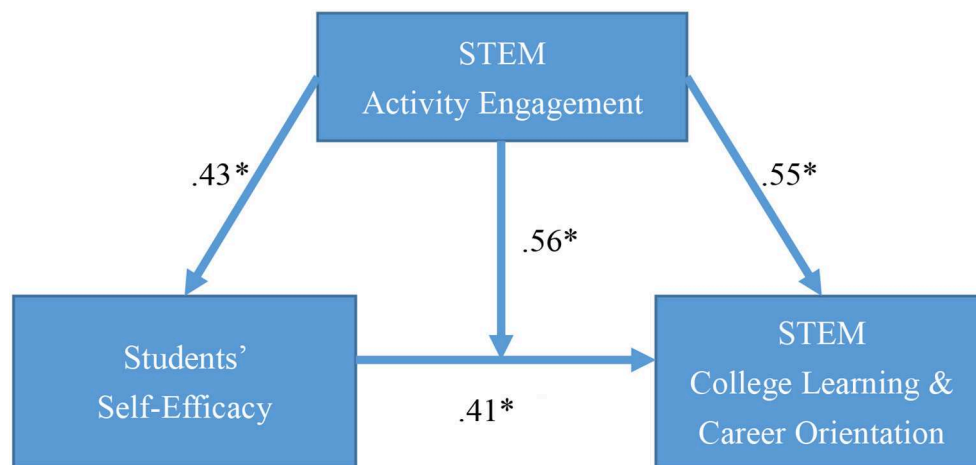 STEM
Activity Engagement
.43*
.55*
.56*
Students’
Self-Efficacy
.41*
STEM
College Learning &
Career Orientation